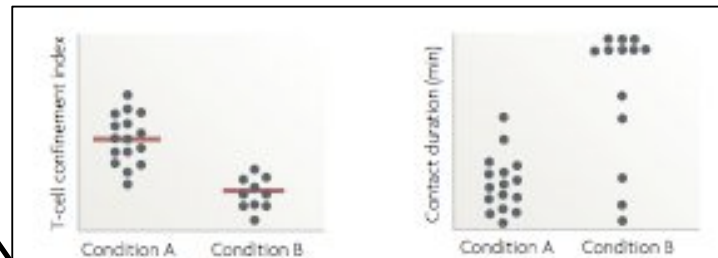 T-cell confinement index
Condition A
Condition B
Contact duration (min)
Condition A
Condition B